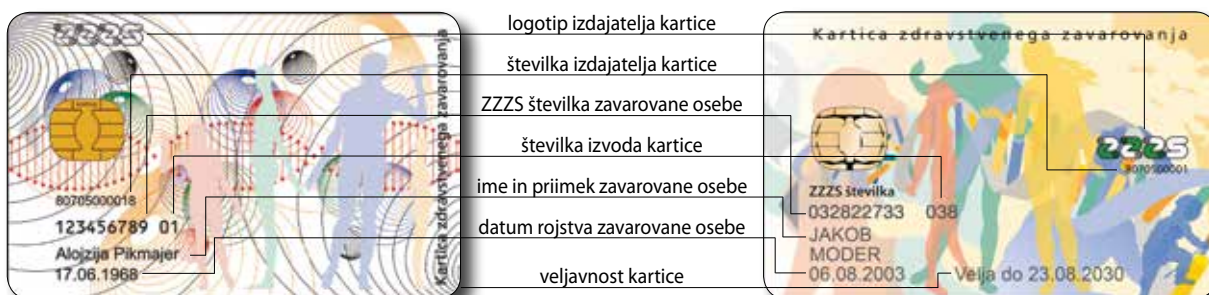 ZZZS
Kartica zdravstvenega zavarovanja
80705000018
123456789 01
Alojzija Pikmajer
17.06.1968
logotip izdajatelja kartice
številka izdajatelja kartice
ZZZS številka zavarovane osebe
številka izvoda kartice
ime in priimek zavarovane osebe
datum rojstva zavarovane osebe
veljavnost kartice
Kartica zdravstvenega zavarovanja
ZZZS
8070500001
ZZZS številka
032822733 038
JAKOB
MODER
06.08.2003 Velja do 23.08.2030